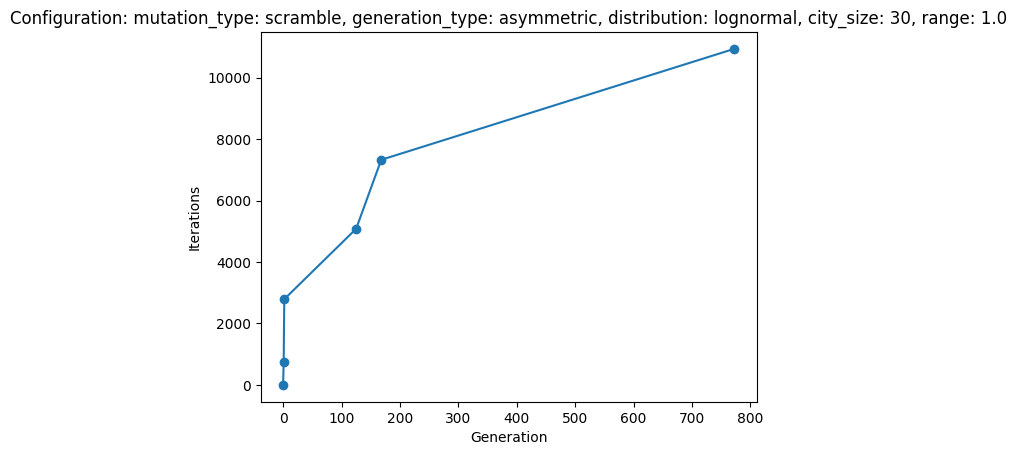 Configuration: mutation_type: scramble, generation_type: asymmetric, distribution: lognormal, city_size: 30, range: 1.0
10000
8000
6000
4000
2000
0
Iterations
0 100 200 300 400 500 600 700 800
Generation